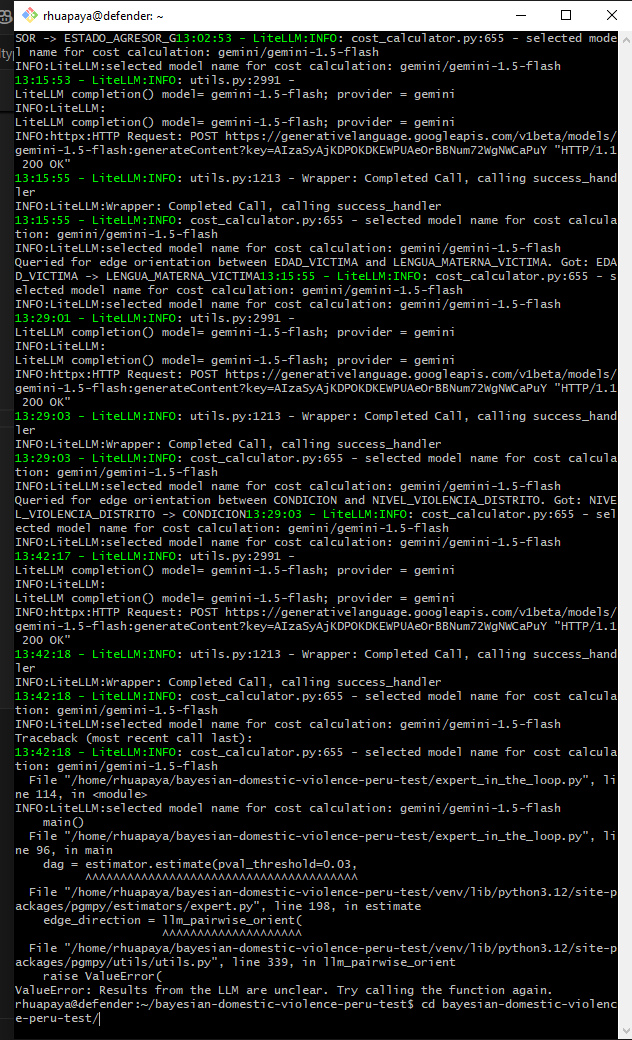 rhuapaya@defender: ~
SOR -> ESTADO_AGRESOR_G13:02:53 - LiteLLM:INFO: cost_calculator.py:655 - selected mode
l name for cost calculation: gemini/gemini-1.5-flash
INFO:LiteLLM:selected model name for cost calculation: gemini/gemini-1.5-flash
13:15:53 - LiteLLM:INFO: utils.py:2991 -
LiteLLM completion() model= gemini-1.5-flash; provider = gemini
INFO:LiteLLM:
LiteLLM completion() model= gemini-1.5-flash; provider = gemini
INFO:httpx:HTTP Request: POST https://generativelanguage.googleapis.com/v1beta/models/
gemini-1.5-flash:generateContent?key=AIzaSyAjKDPOKDKEWPUAeOrBBNum72WgNWCaPuY "HTTP/1.1
 200 OK"
13:15:55 - LiteLLM:INFO: utils.py:1213 - Wrapper: Completed Call, calling success_hand
ler
INFO:LiteLLM:Wrapper: Completed Call, calling success_handler
13:15:55 - LiteLLM:INFO: cost_calculator.py:655 - selected model name for cost calcula
tion: gemini/gemini-1.5-flash
INFO:LiteLLM:selected model name for cost calculation: gemini/gemini-1.5-flash
Queried for edge orientation between EDAD_VICTIMA and LENGUA_MATERNA_VICTIMA. Got: EDA
D_VICTIMA -> LENGUA_MATERNA_VICTIMA13:15:55 - LiteLLM:INFO: cost_calculator.py:655 - s
elected model name for cost calculation: gemini/gemini-1.5-flash
INFO:LiteLLM:selected model name for cost calculation: gemini/gemini-1.5-flash
13:29:01 - LiteLLM:INFO: utils.py:2991 -
LiteLLM completion() model= gemini-1.5-flash; provider = gemini
INFO:LiteLLM:
LiteLLM completion() model= gemini-1.5-flash; provider = gemini
INFO:httpx:HTTP Request: POST https://generativelanguage.googleapis.com/v1beta/models/
gemini-1.5-flash:generateContent?key=AIzaSyAjKDPOKDKEWPUAeOrBBNum72WgNWCaPuY "HTTP/1.1
 200 OK"
13:29:03 - LiteLLM:INFO: utils.py:1213 - Wrapper: Completed Call, calling success_hand
ler
INFO:LiteLLM:Wrapper: Completed Call, calling success_handler
13:29:03 - LiteLLM:INFO: cost_calculator.py:655 - selected model name for cost calcula
tion: gemini/gemini-1.5-flash
INFO:LiteLLM:selected model name for cost calculation: gemini/gemini-1.5-flash
Queried for edge orientation between CONDICION and NIVEL_VIOLENCIA_DISTRITO. Got: NIVE
L_VIOLENCIA_DISTRITO -> CONDICION13:29:03 - LiteLLM:INFO: cost_calculator.py:655 - sel
ected model name for cost calculation: gemini/gemini-1.5-flash
INFO:LiteLLM:selected model name for cost calculation: gemini/gemini-1.5-flash
13:42:17 - LiteLLM:INFO: utils.py:2991 -
LiteLLM completion() model= gemini-1.5-flash; provider = gemini
INFO:LiteLLM:
LiteLLM completion() model= gemini-1.5-flash; provider = gemini
INFO:httpx:HTTP Request: POST https://generativelanguage.googleapis.com/v1beta/models/
gemini-1.5-flash:generateContent?key=AIzaSyAjKDPOKDKEWPUAeOrBBNum72WgNWCaPuY "HTTP/1.1
 200 OK"
13:42:18 - LiteLLM:INFO: utils.py:1213 - Wrapper: Completed Call, calling success_hand
ler
INFO:LiteLLM:Wrapper: Completed Call, calling success_handler
13:42:18 - LiteLLM:INFO: cost_calculator.py:655 - selected model name for cost calcula
tion: gemini/gemini-1.5-flash
INFO:LiteLLM:selected model name for cost calculation: gemini/gemini-1.5-flash
Traceback (most recent call last):
13:42:18 - LiteLLM:INFO: cost_calculator.py:655 - selected model name for cost calcula
tion: gemini/gemini-1.5-flash
  File "/home/rhuapaya/bayesian-domestic-violence-peru-test/expert_in_the_loop.py", li
ne 114, in <module>
INFO:LiteLLM:selected model name for cost calculation: gemini/gemini-1.5-flash
    main()
  File "/home/rhuapaya/bayesian-domestic-violence-peru-test/expert_in_the_loop.py", li
ne 96, in main
    dag = estimator.estimate(pval_threshold=0.03,
          ^^^^^^^^^^^^^^^^^^^^^^^^^^^^^^^^^^^^^^^
  File "/home/rhuapaya/bayesian-domestic-violence-peru-test/venv/lib/python3.12/site-p
ackages/pgmpy/estimators/expert.py", line 198, in estimate
    edge_direction = llm_pairwise_orient(
                     ^^^^^^^^^^^^^^^^^^^^
  File "/home/rhuapaya/bayesian-domestic-violence-peru-test/venv/lib/python3.12/site-p
ackages/pgmpy/utils/utils.py", line 339, in llm_pairwise_orient
    raise ValueError(
ValueError: Results from the LLM are unclear. Try calling the function again.
rhuapaya@defender:~/bayesian-domestic-violence-peru-test$ cd bayesian-domestic-violenc
e-peru-test/